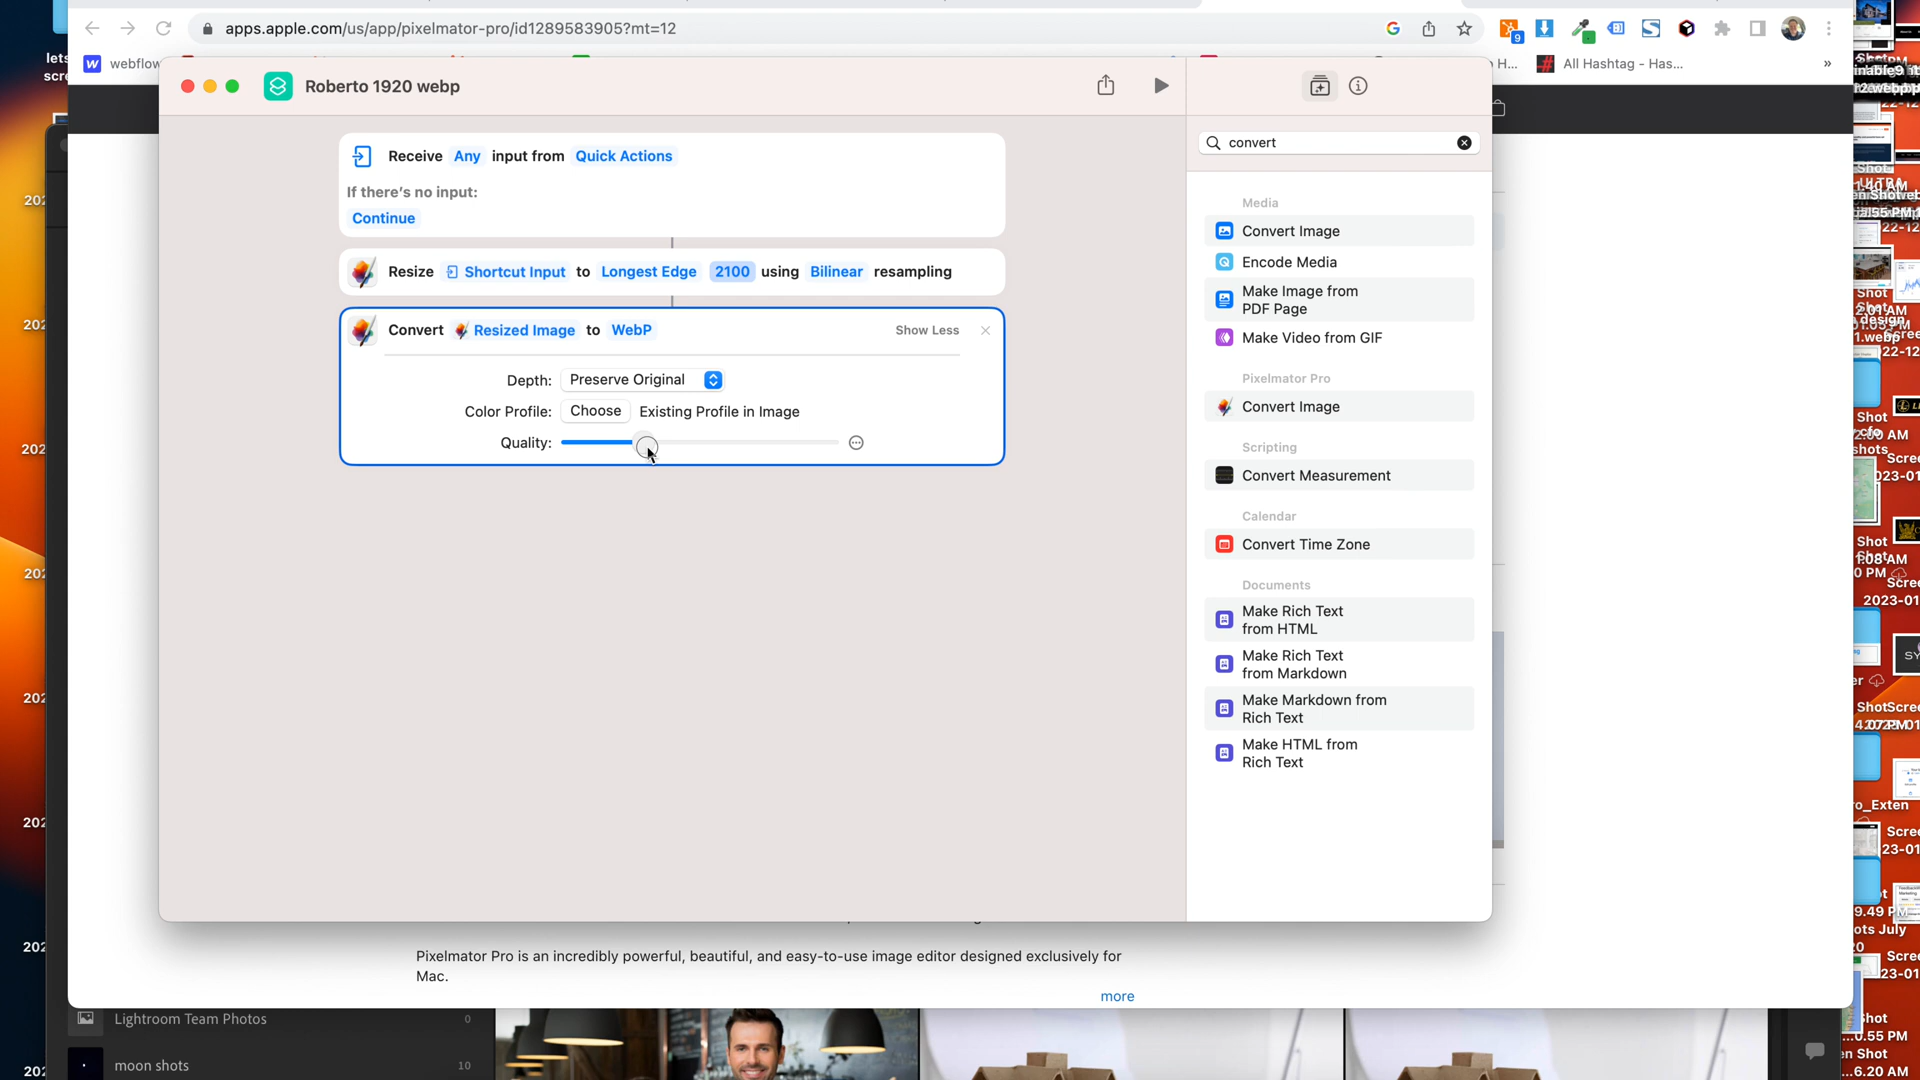 apps.apple.com/us/app/pixelmator-pro/id1289583905?mt=12
9
webflow
All Hashtag - Has...
»
Roberto 1920 webp
convert
Receive Any input from Quick Actions
If there's no input:
Continue
Resize Shortcut Input to Longest Edge 2100 using Bilinear resampling
Convert Resized Image to WebP
Show Less
Depth: Preserve Original
Color Profile: Choose Existing Profile in Image
Quality:
Media
Convert Image
Encode Media
Make Image from
PDF Page
Make Video from GIF
Pixelmator Pro
Convert Image
Scripting
Convert Measurement
Calendar
Convert Time Zone
Documents
Make Rich Text
from HTML
Make Rich Text
from Markdown
Make Markdown from
Rich Text
Make HTML from
Rich Text
Pixelmator Pro is an incredibly powerful, beautiful, and easy-to-use image editor designed exclusively for
Mac.
more
Lightroom Team Photos
0
moon shots
10